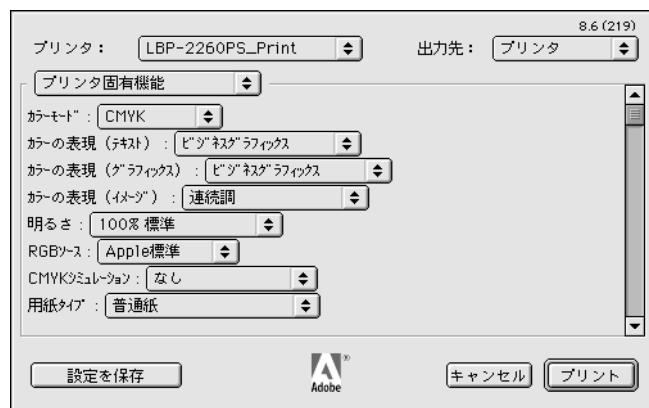 8.6 (219)
プリンタ： LBP-2260PS_Print 出力先： プリンタ
プリンタ固有機能
ｶﾗｰﾓｰﾄﾞ : CMYK
ｶﾗｰの表現 (ﾃｷｽﾄ) : ﾋﾞｼﾞﾈｽｸﾞﾗﾌｨｯｸｽ
ｶﾗｰの表現 (ｸﾞﾗﾌｨｯｸｽ) : ﾋﾞｼﾞﾈｽｸﾞﾗﾌｨｯｸｽ
ｶﾗｰの表現 (ｲﾒｰｼﾞ) : 連続調
明るさ : 100% 標準
RGBｿｰｽ : Apple標準
CMYKｼﾐｭﾚｰｼｮﾝ : なし
用紙ﾀｲﾌﾟ : 普通紙
設定を保存 Adobe ® キャンセル プリント